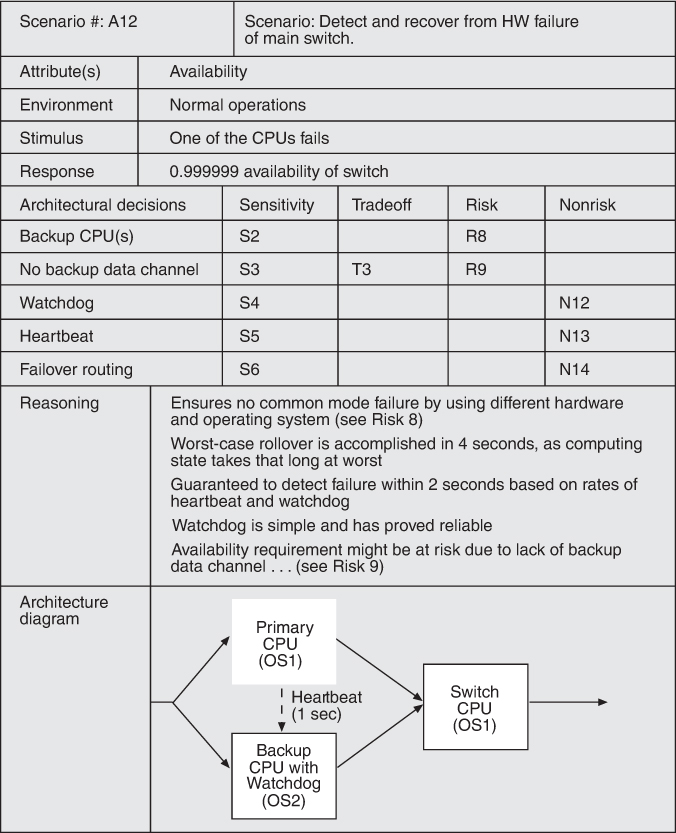 Scenario #: A12
Scenario: Detect and recover from HW failure
of main switch.
Attribute(s)
Availability
Environment
Normal operations
Stimulus
One of the CPUs fails
Response
0.999999 availability of switch
Architectural decisions
Sensitivity
Tradeoff
Risk
Nonrisk
Backup CPU(s)
S2
R8
No backup data channel
S3
T3
R9
Watchdog
S4
N12
Heartbeat
S5
N13
Failover routing
S6
N14
Reasoning
Ensures no common mode failure by using different hardware
and operating system (see Risk 8)
Worst-case rollover is accomplished in 4 seconds, as computing
state takes that long at worst
Guaranteed to detect failure within 2 seconds based on rates of
heartbeat and watchdog
Watchdog is simple and has proved reliable
Availability requirement might be at risk due to lack of backup
data channel . . . (see Risk 9)
Architecture
diagram
Primary
CPU
(OS1)
Heartbeat
(1 sec)
Backup
CPU with
Watchdog
(OS2)
Switch
CPU
(OS1)